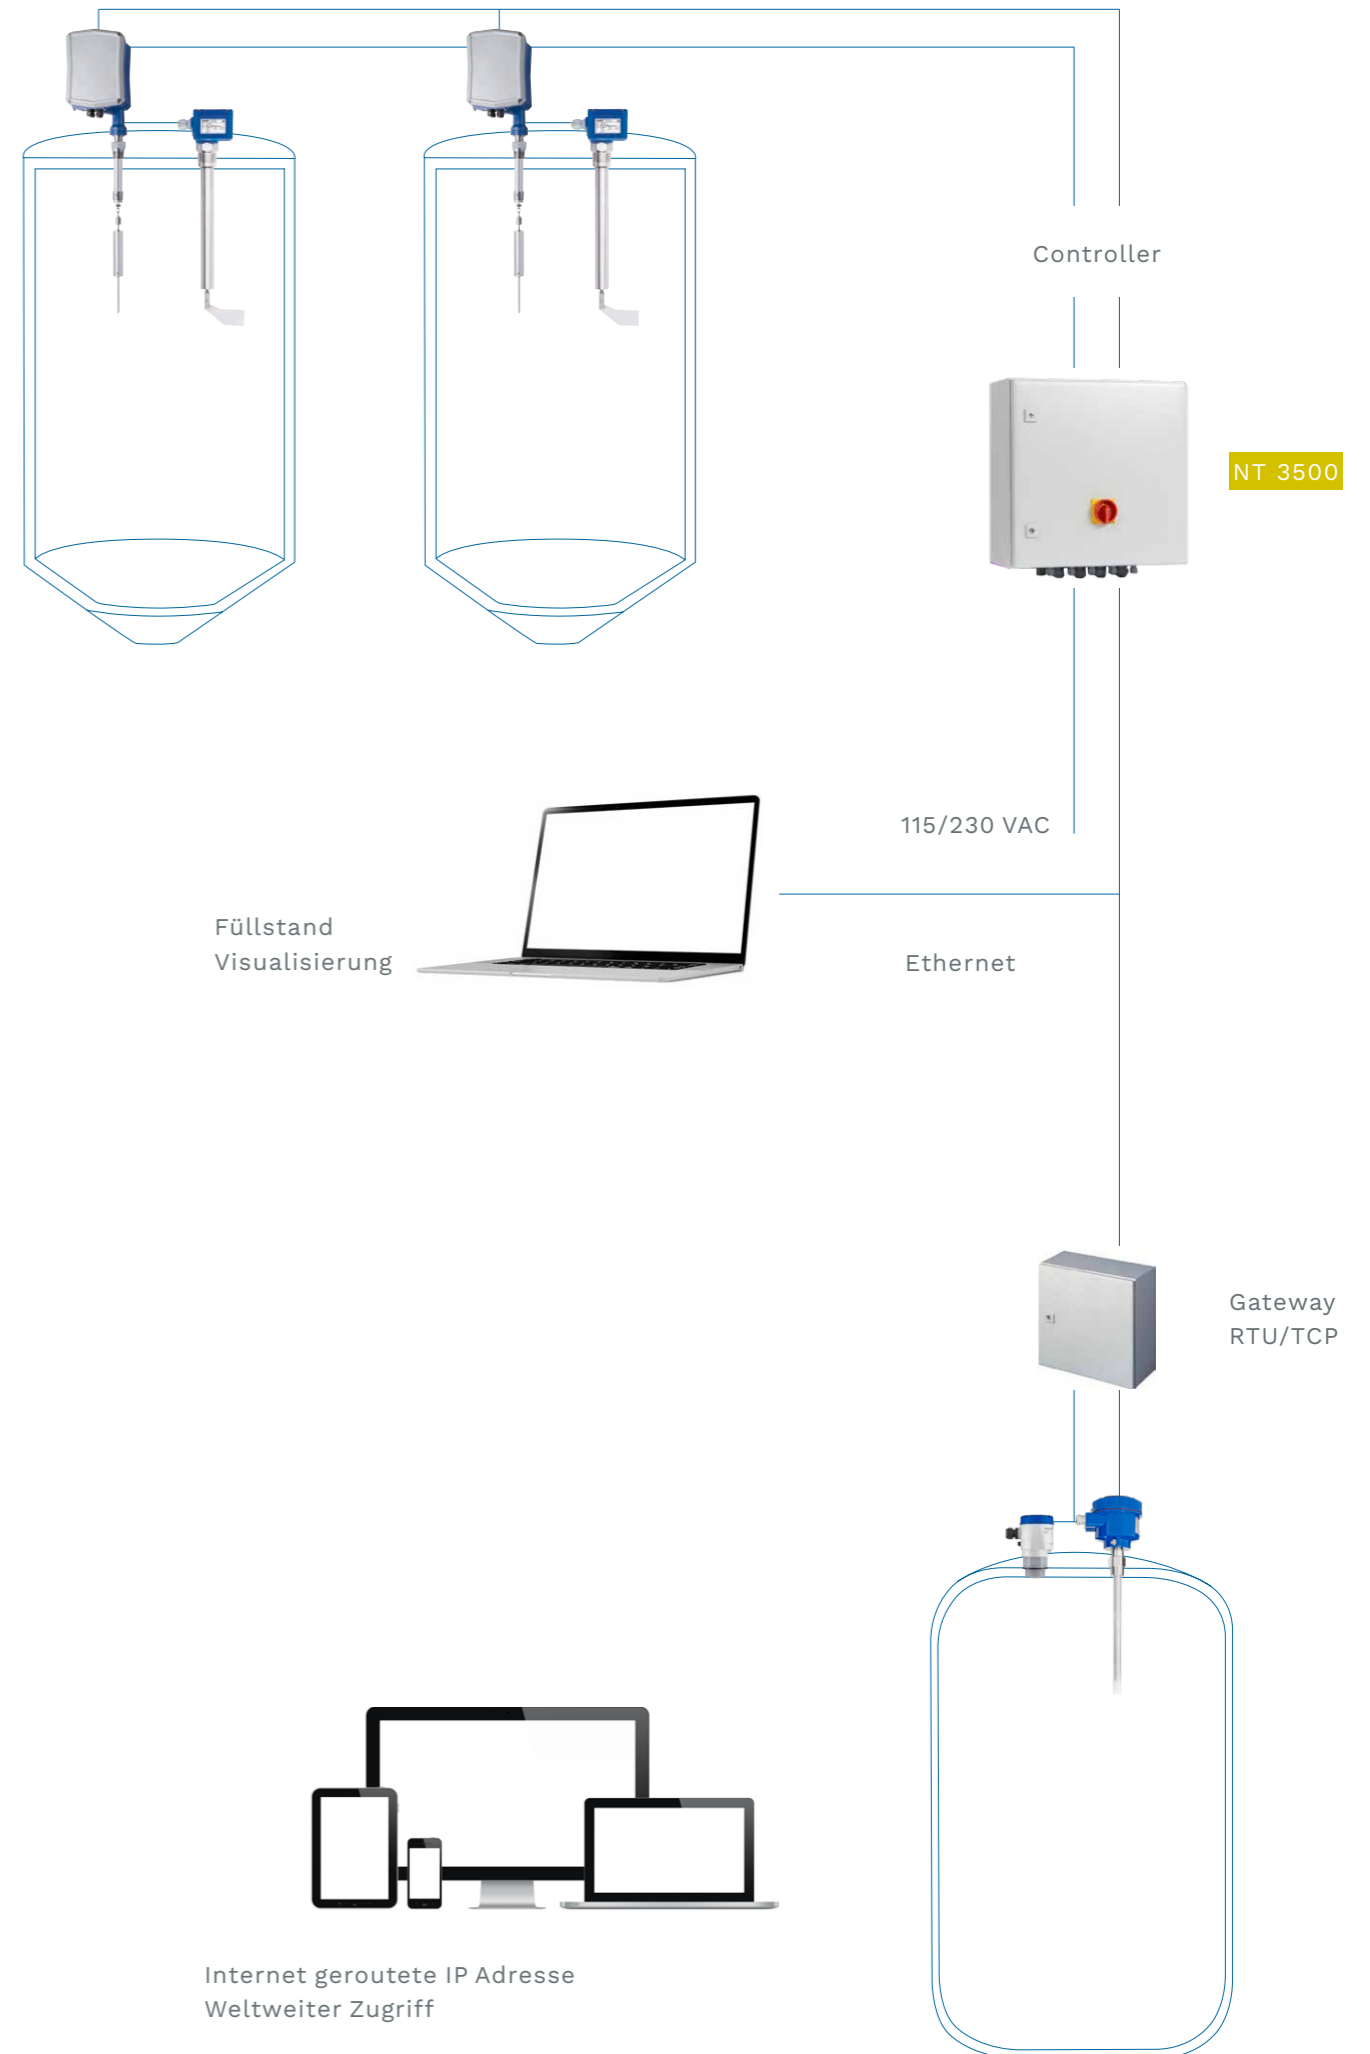 Controller
NT 3500
115/230 VAC
Füllstand
Visualisierung
Ethernet
Gateway
RTU/TCP
Internet geroutete IP Adresse
Weltweiter Zugriff